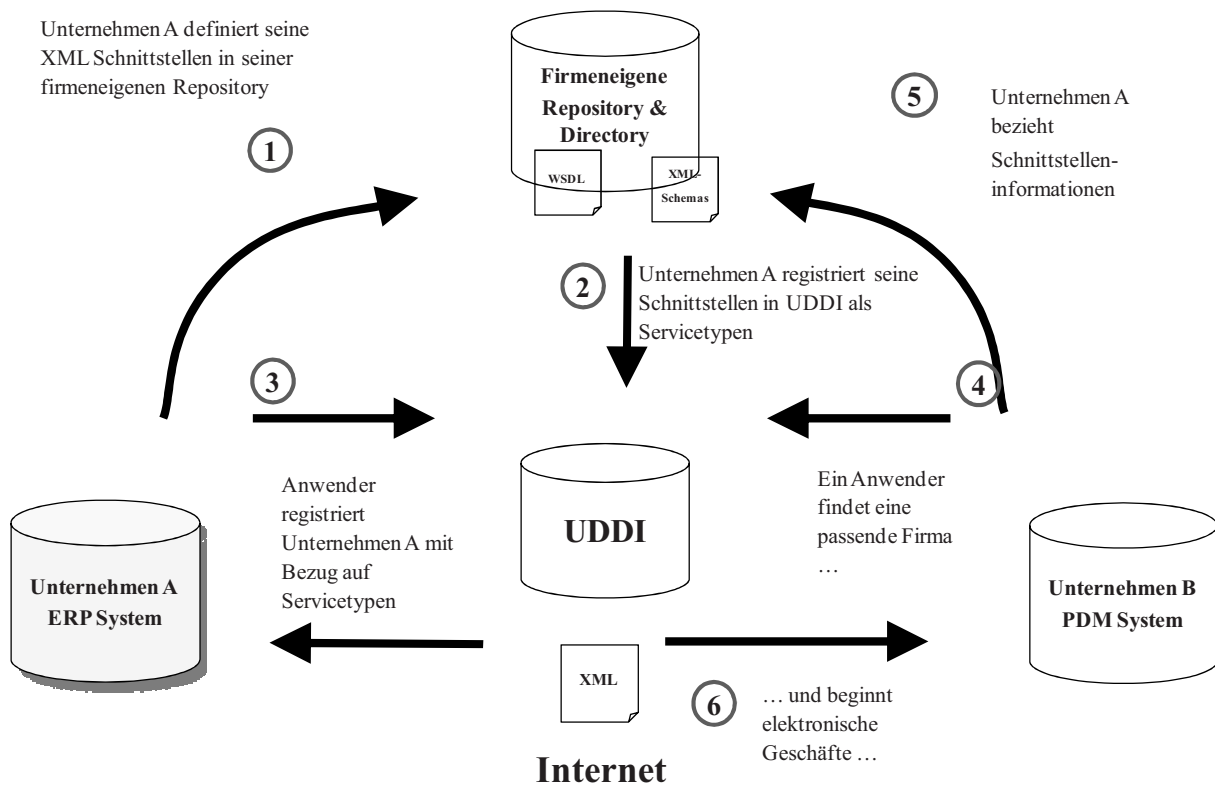 Unternehmen A definiert seine
XML Schnittstellen in seiner
firmeneigenen Repository
1
Firmeneigene
Repository &
Directory
WSDL
XML-
Schemas
5
Unternehmen A
bezieht
Schnittstellen-
informationen
2
Unternehmen A registriert seine
Schnittstellen in UDDI als
Servicetypen
3
4
Anwender
registriert
Unternehmen A mit
Bezug auf
Servicetypen
UDDI
Ein Anwender
findet eine
passende Firma
…
Unternehmen A
ERP System
Unternehmen B
PDM System
XML
6
… und beginnt
elektronische
Geschäfte …
Internet